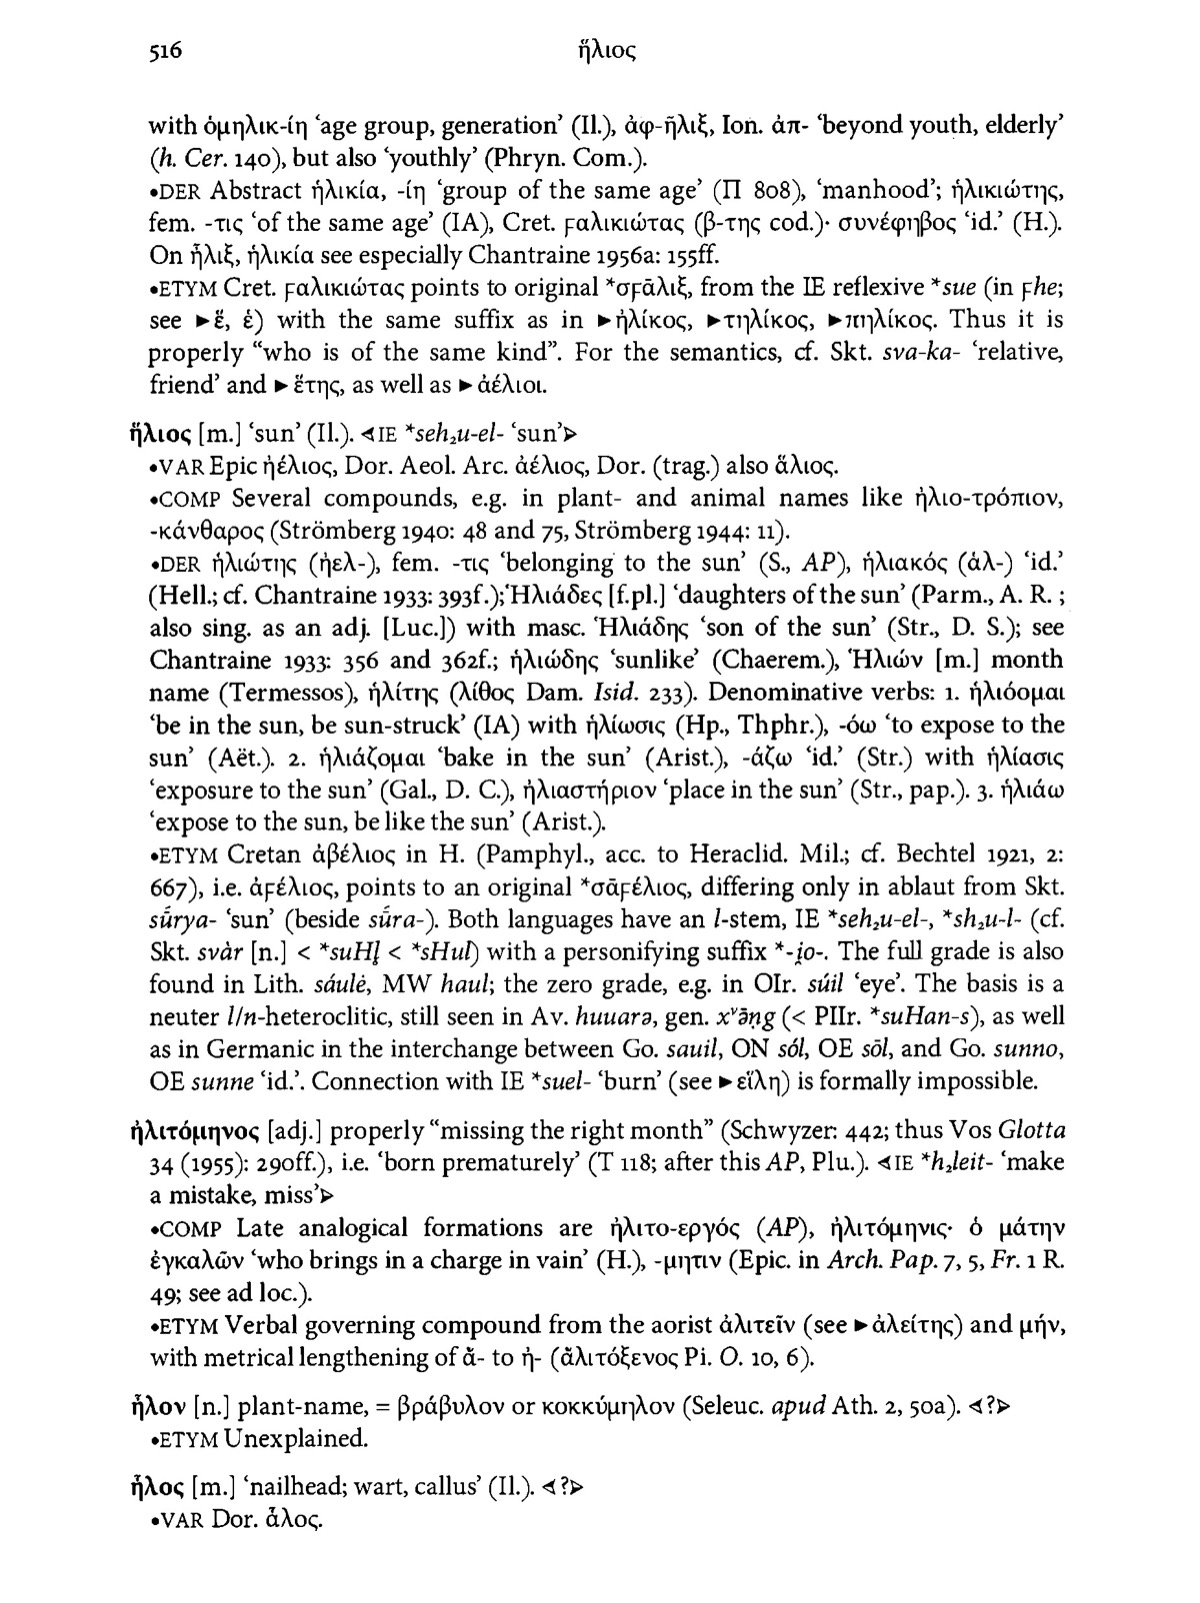 516
ἥλιος
with ὁμηλικ-ίη ‘age group, generation’ (Il.), ἀφ-ῆλιξ, Ion. ἀπ- ‘beyond youth, elderly’
(h. Cer. 140), but also ‘youthly’ (Phryn. Com.).
•DER Abstract ἡλικία, -ίη ‘group of the same age’ (Π 808), ‘manhood’; ἡλικιώτης,
fem. -τις ‘of the same age’ (IA), Cret. ϝαλικιώτας (β-της cod.)· συνέφηβος ‘id.’ (H.).
On ἧλιξ, ἡλικία see especially Chantraine 1956a: 155ff.
•ETYM Cret. ϝαλικιώτας points to original *σϝᾱλιξ, from the IE reflexive *sue (in ϝhe;
see ►ἕ, ἑ) with the same suffix as in ►ἡλίκος, ►τηλίκος, ►πηλίκος. Thus it is
properly “who is of the same kind”. For the semantics, cf. Skt. sva-ka- ‘relative,
friend’ and ► ἔτης, as well as ► ἀέλιοι.
ἥλιος [m.] ‘sun’ (Il.). ⊲IE *seh₂u-el- ‘sun’⊳
•VAR Epic ἠέλιος, Dor. Aeol. Arc. ἀέλιος, Dor. (trag.) also ἅλιος.
•COMP Several compounds, e.g. in plant- and animal names like ἡλιο-τρόπιον,
-κάνθαρος (Strömberg 1940: 48 and 75, Strömberg 1944: 11).
•DER ἡλιώτης (ἠελ-), fem. -τις ‘belonging to the sun’ (S., AP), ἡλιακός (ἁλ-) ‘id.’
(Hell.; cf. Chantraine 1933: 393f.);Ἡλιάδες [f.pl.] ‘daughters of the sun’ (Parm., A. R. ;
also sing. as an adj. [Luc.]) with masc. Ἡλιάδης ‘son of the sun’ (Str., D. S.); see
Chantraine 1933: 356 and 362f.; ἡλιώδης ‘sunlike’ (Chaerem.), Ἡλιών [m.] month
name (Termessos), ἡλίτης (λίθος Dam. Isid. 233). Denominative verbs: 1. ἡλιόομαι
‘be in the sun, be sun-struck’ (IA) with ἡλίωσις (Hp., Thphr.), -όω ‘to expose to the
sun’ (Aët.). 2. ἡλιάζομαι ‘bake in the sun’ (Arist.), -άζω ‘id.’ (Str.) with ἡλίασις
‘exposure to the sun’ (Gal., D. C.), ἡλιαστήριον ‘place in the sun’ (Str., pap.). 3. ἡλιάω
‘expose to the sun, be like the sun’ (Arist.).
•ETYM Cretan ἀβέλιος in H. (Pamphyl., acc. to Heraclid. Mil.; cf. Bechtel 1921, 2:
667), i.e. ἀϝέλιος, points to an original *σᾱϝέλιος, differing only in ablaut from Skt.
sū́rya- ‘sun’ (beside sū́ra-). Both languages have an l-stem, IE *seh₂u-el-, *sh₂u-l- (cf.
Skt. svàr [n.] < *suHl̥ < *sHul) with a personifying suffix *-i̯o-. The full grade is also
found in Lith. sáulė, MW haul; the zero grade, e.g. in OIr. súil ‘eye’. The basis is a
neuter l/n-heteroclitic, still seen in Av. huuarə, gen. xᵛə̄ṇg (< PIIr. *suHan-s), as well
as in Germanic in the interchange between Go. sauil, ON sól, OE sōl, and Go. sunno,
OE sunne ‘id.’. Connection with IE *suel- ‘burn’ (see ►εἵλη) is formally impossible.
ἠλιτόμηνος [adj.] properly “missing the right month” (Schwyzer: 442; thus Vos Glotta
34 (1955): 290ff.), i.e. ‘born prematurely’ (T 118; after this AP, Plu.). ⊲IE *h₂leit- ‘make
a mistake, miss’⊳
•COMP Late analogical formations are ἠλιτο-εργός (AP), ἠλιτόμηνις· ὁ μάτην
ἐγκαλῶν ‘who brings in a charge in vain’ (H.), -μητιν (Epic. in Arch. Pap. 7, 5, Fr. 1 R.
49; see ad loc.).
•ETYM Verbal governing compound from the aorist ἀλιτεῖν (see ►ἀλείτης) and μήν,
with metrical lengthening of ἄ- to ἠ- (ἄλιτόξενος Pi. O. 10, 6).
ἦλον [n.] plant-name, = βράβυλον or κοκκύμηλον (Seleuc. apud Ath. 2, 50a). ⊲?⊳
•ETYM Unexplained.
ἧλος [m.] ‘nailhead; wart, callus’ (Il.). ⊲?⊳
•VAR Dor. ἇλος.